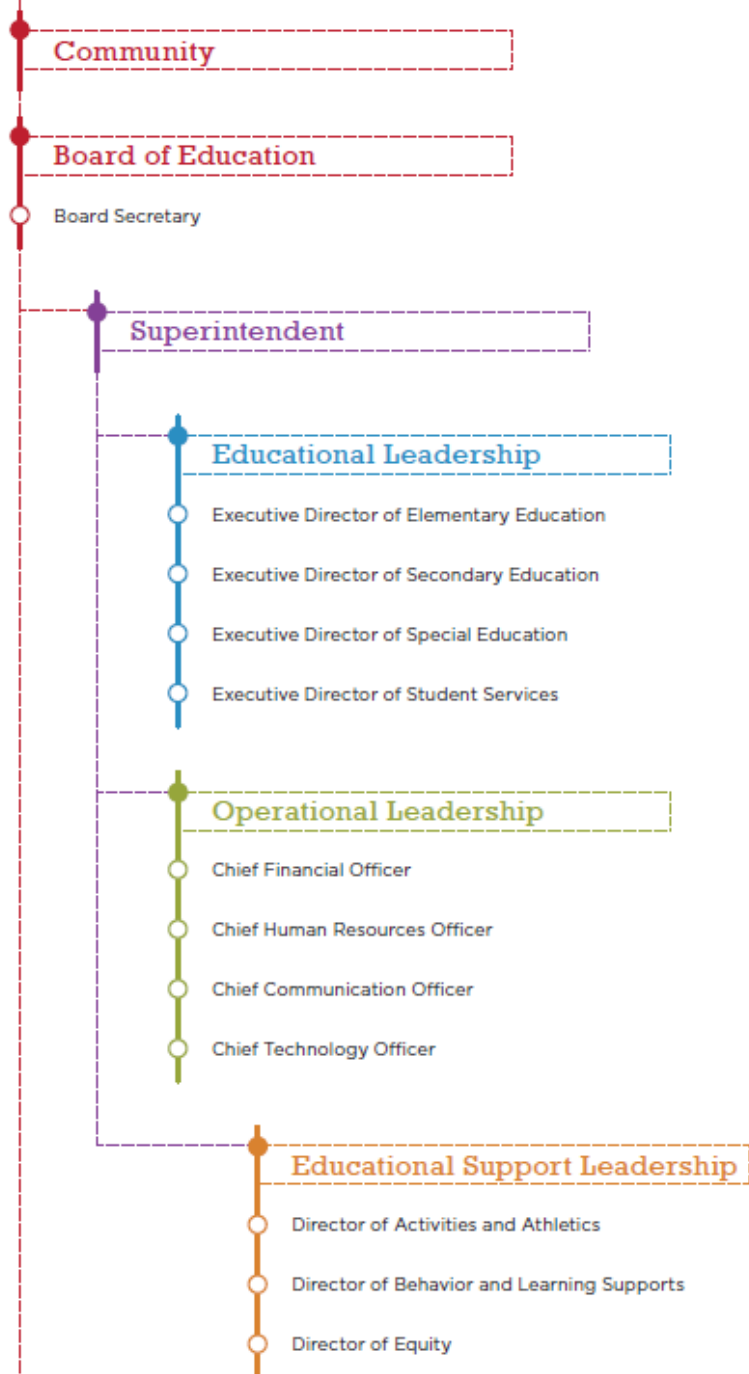 Community
Board of Education
Board Secretary
Superintendent
Educational Leadership
Executive Director of Elementary Education
Executive Director of Secondary Education
Executive Director of Special Education
Executive Director of Student Services
Operational Leadership
Chief Financial Officer
Chief Human Resources Officer
Chief Communication Officer
Chief Technology Officer
Educational Support Leadership
Director of Activities and Athletics
Director of Behavior and Learning Supports
Director of Equity